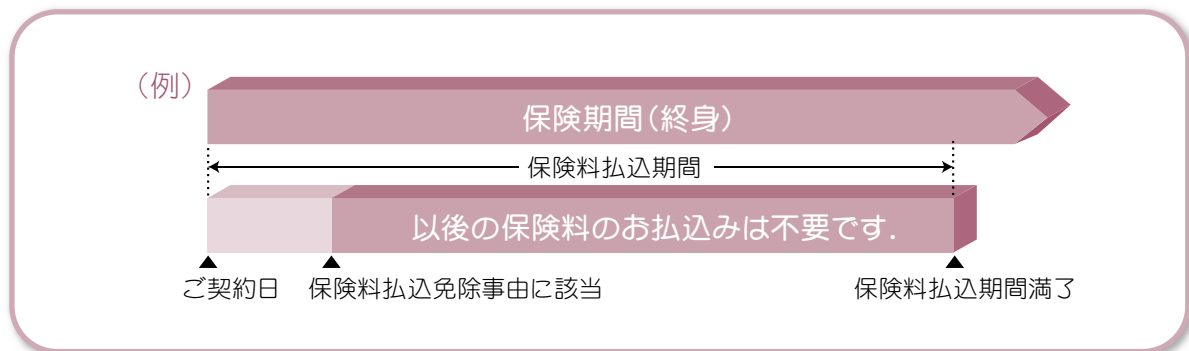 （例）
保険期間（終身）
保険料払込期間
以後の保険料のお払込みは不要です.
ご契約日
保険料払込免除事由に該当
保険料払込期間満了